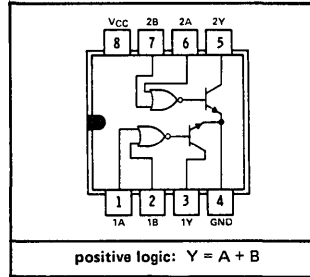 VCC 2B 2A 2Y
8 7 6 5
1 2 3 4
1A 1B 1Y GND
positive logic: Y = A + B